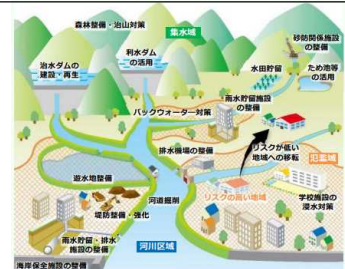 森林整備・治山対策
集水域
砂防関係施設
の整備
治水ダムの
建設・再生
利水ダム
の活用
水田貯留
ため池等
の活用
雨水貯留施設
の整備
バックウォーター対策
排水機場の整備
リスクが低い
地域への移転
氾濫域
遊水地整備
河道掘削
リスクの高い地域
学校施設の
浸水対策
堤防整備・強化
雨水貯留・排水
施設の整備
河川区域
海岸保全施設の整備